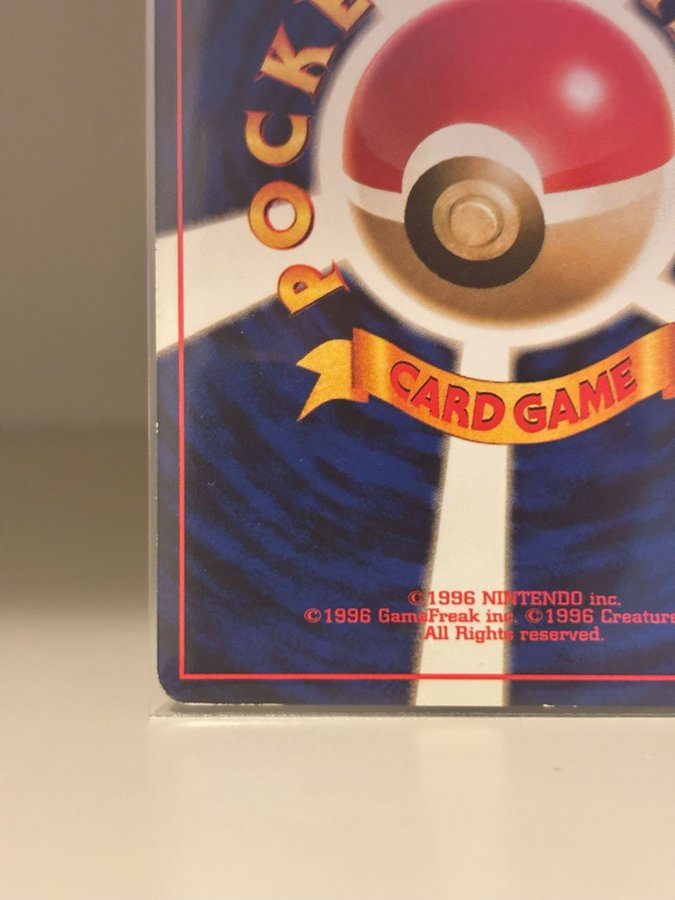 POCKE
CARD GAME
©1996 NINTENDO inc.
©1996 GameFreak inc. ©1996 Creature
All Rights reserved.